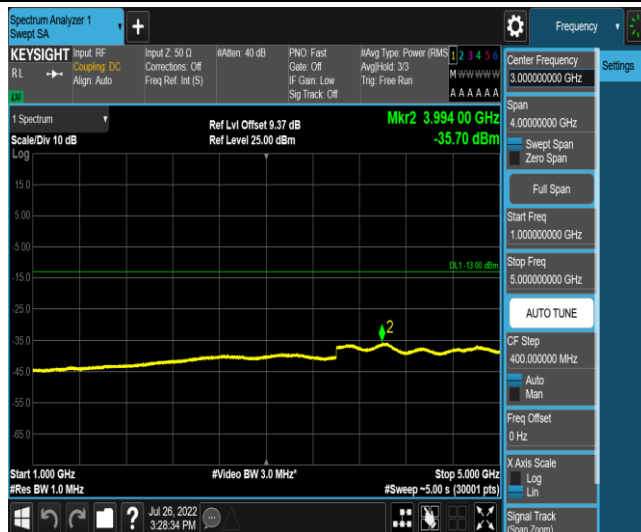 Spectrum Analyzer 1
Swept SA
Frequency
KEYSIGHT
RL
Input: RF
Coupling: DC
Align: Auto
Input Z: 50 Ω
Corrections: Off
Freq Ref: Int (S)
#Atten: 40 dB
PNO: Fast
Gate: Off
IF Gain: Low
Sig Track: Off
#Avg Type: Power (RMS
Avg|Hold: 3/3
Trig: Free Run
1 2 3 4 5 6
M W W W W W
A A A A A A
1 Spectrum
Scale/Div 10 dB
Log
Ref Lvl Offset 9.37 dB
Ref Level 25.00 dBm
Mkr2 3.994 00 GHz
-35.70 dBm
15.0
5.00
-5.00
-15.0
-25.0
-35.0
-45.0
-55.0
-65.0
DL1 -13.00 dBm
2
Start 1.000 GHz
#Res BW 1.0 MHz
#Video BW 3.0 MHz*
Stop 5.000 GHz
#Sweep ~5.00 s (30001 pts)
Jul 26, 2022
3:28:34 PM
Center Frequency
3.000000000 GHz
Settings
Span
4.00000000 GHz
Swept Span
Zero Span
Full Span
Start Freq
1.000000000 GHz
Stop Freq
5.000000000 GHz
AUTO TUNE
CF Step
400.000000 MHz
Auto
Man
Freq Offset
0 Hz
X Axis Scale
Log
Lin
Signal Track
(Span Zoom)